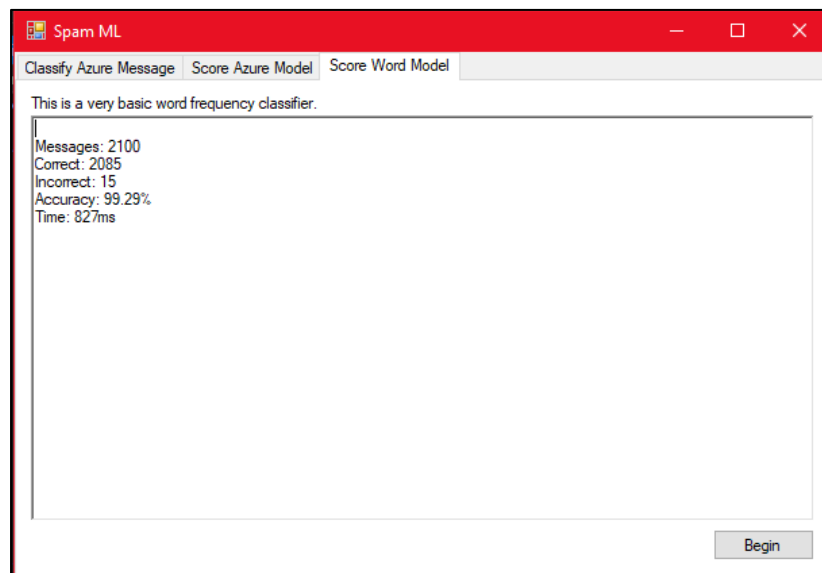 Spam ML
Classify Azure Message Score Azure Model Score Word Model
This is a very basic word frequency classifier.
Messages: 2100
Correct: 2085
Incorrect: 15
Accuracy: 99.29%
Time: 827ms
Begin